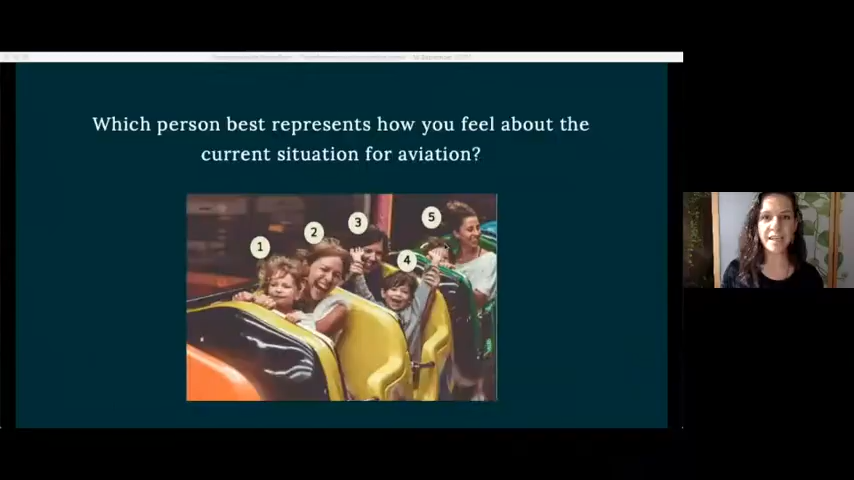 Which person best represents how you feel about the
current situation for aviation?
1
2
3
4
5